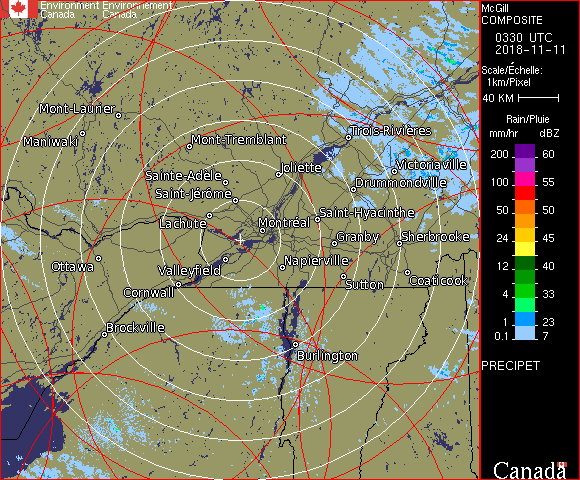 Environment Environnement
Canada Canada
Mont-Laurier
Maniwaki
Mont-Tremblant
Trois-Rivières
Joliette
Victoriaville
Sainte-Adèle
Drummondville
Saint-Jérôme
Saint-Hyacinthe
Lachute
Montréal
Granby
Sherbrooke
Ottawa
Valleyfield
Napierville
Cornwall
Sutton
Coaticook
Brockville
Burlington
McGill
COMPOSITE
0330 UTC
2018-11-11
Scale/Échelle:
1km/Pixel
40 KM
Rain/Pluie
mm/hr dBZ
200 60
150 57
100 55
50 50
24 45
12 40
4 33
1 23
0.1 7
PRECIPET
Canada